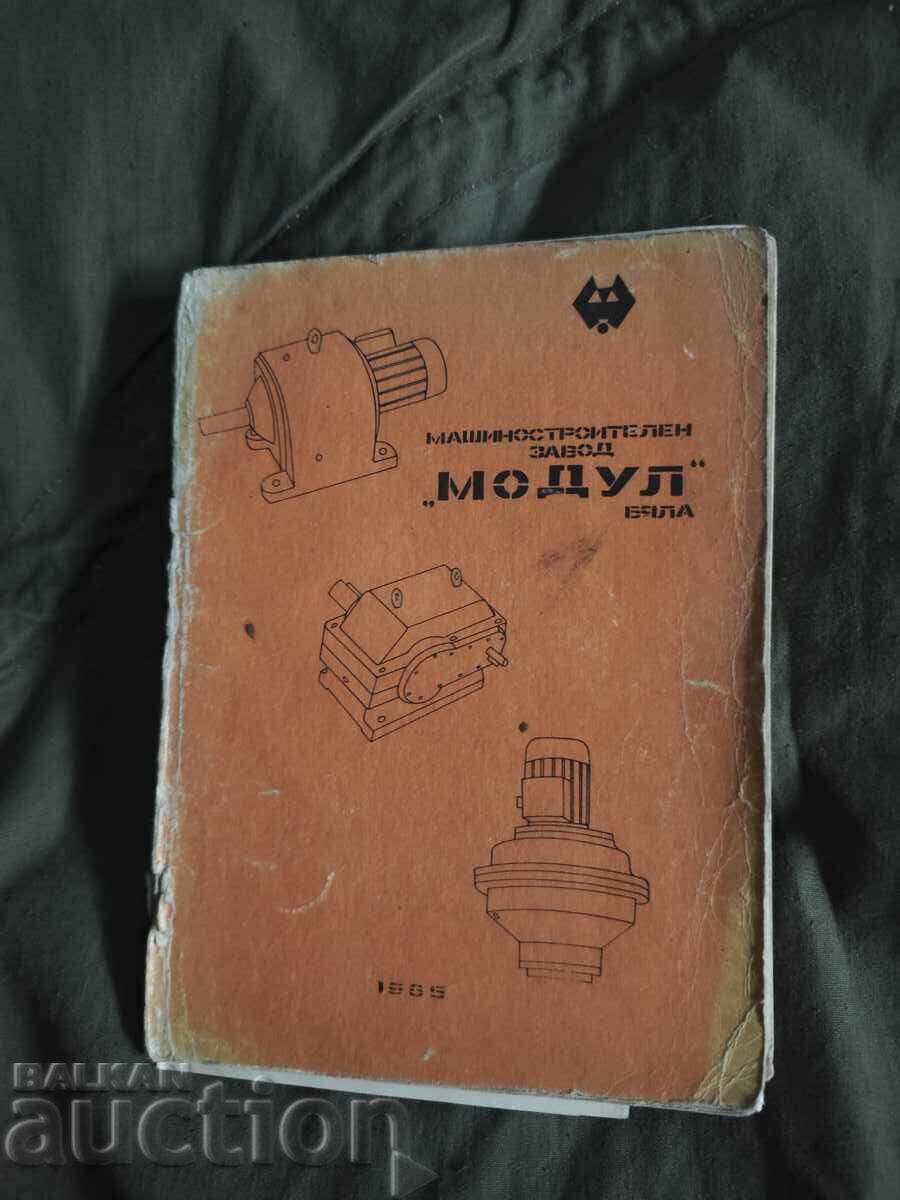 МАШИНОСТРОИТЕЛЕН
ЗАВОД
„МОДУЛ“
БЯЛА
BALKAN
auction